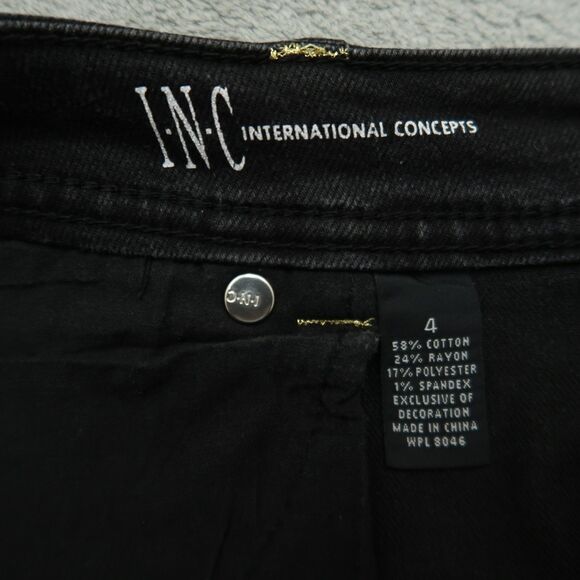 I·N·C INTERNATIONAL CONCEPTS
I·N·C
4
58% COTTON
24% RAYON
17% POLYESTER
1% SPANDEX
EXCLUSIVE OF
DECORATION
MADE IN CHINA
WPL 8046